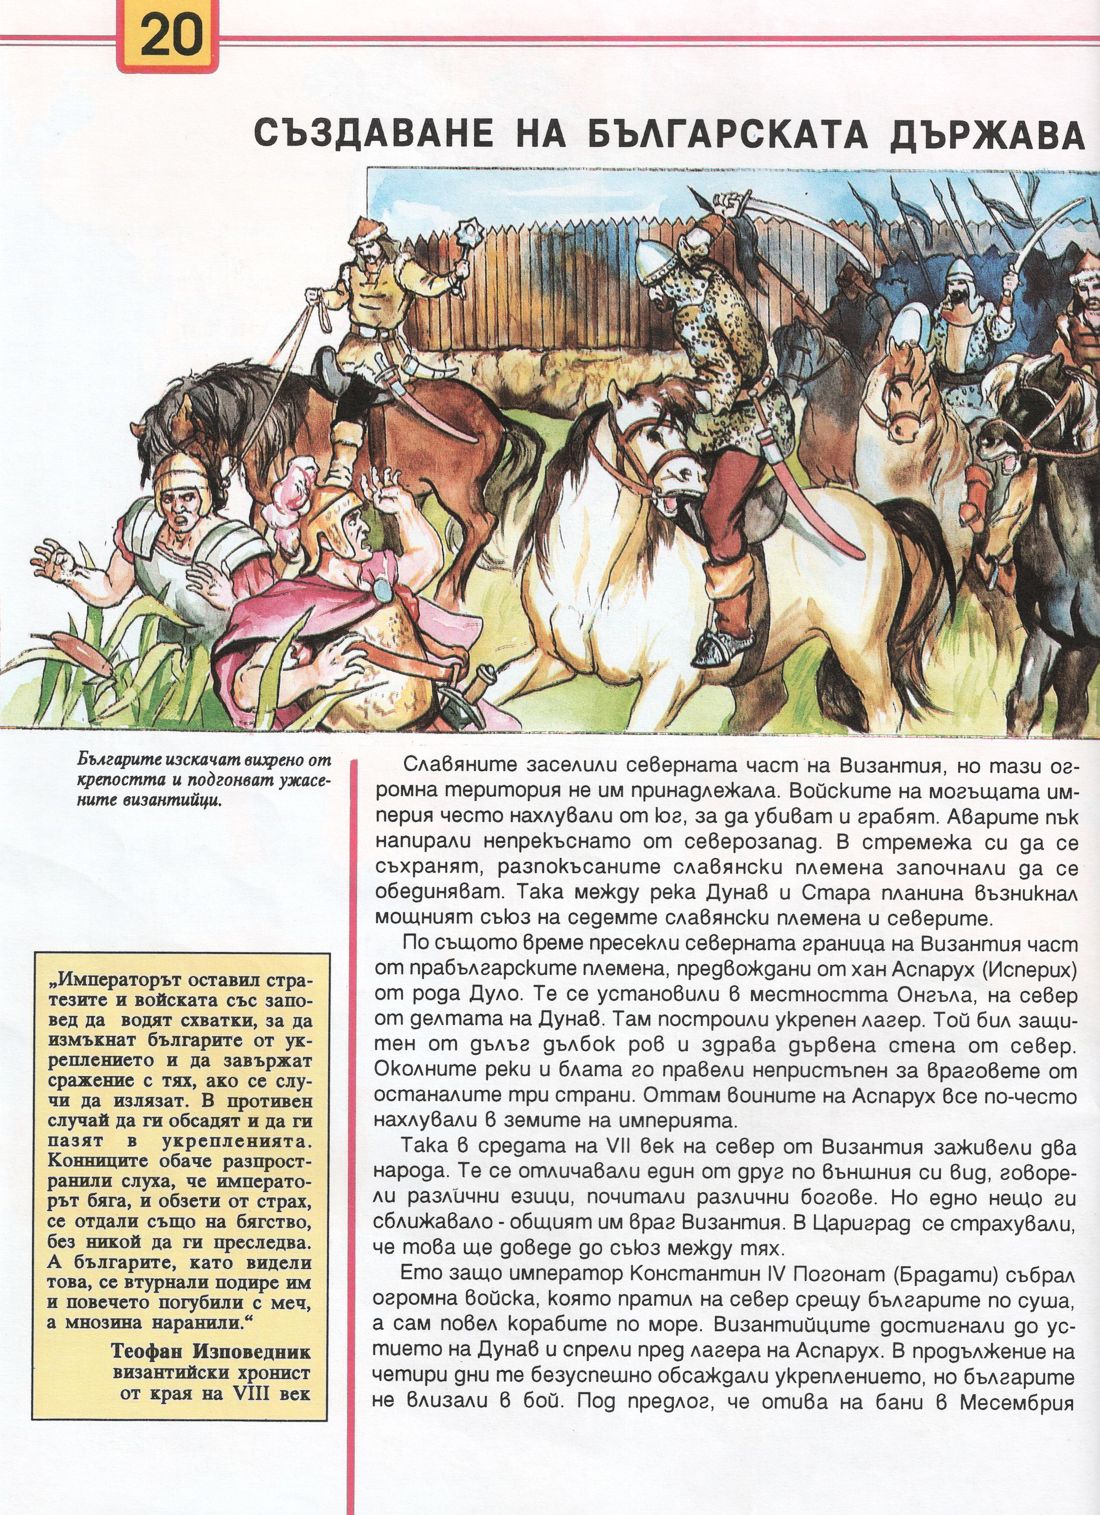 20
СЪЗДАВАНЕ НА БЪЛГАРСКАТА ДЪРЖАВА
Българите изскачат вихрено от
крепостта и подгонват ужасе-
ните византийци.
„Императорът оставил стра-
тезите и войската със запо-
вед да водят схватки, за да
измъкнат българите от ук-
реплението и да завържат
сражение с тях, ако се слу-
чи да излязат. В противен
случай да ги обсадят и да ги
пазят в укрепленията.
Конниците обаче разпрост-
ранили слуха, че императо-
рът бяга, и обзети от страх,
се отдали също на бягство,
без никой да ги преследва.
А българите, като видели
това, се втурнали подире им
и повечето погубили с меч,
а мнозина наранили.“
Теофан Изповедник
византийски хронист
от края на VIII век
Славяните заселили северната част на Византия, но тази ог-
ромна територия не им принадлежала. Войските на могъщата им-
перия често нахлували от юг, за да убиват и грабят. Аварите пък
напирали непрекъснато от северозапад. В стремежа си да се
съхранят, разпокъсаните славянски племена започнали да се
обединяват. Така между река Дунав и Стара планина възникнал
мощният съюз на седемте славянски племена и северите.
По същото време пресекли северната граница на Византия част
от прабългарските племена, предвождани от хан Аспарух (Исперих)
от рода Дуло. Те се установили в местността Онгъла, на север
от делтата на Дунав. Там построили укрепен лагер. Той бил защи-
тен от дълъг дълбок ров и здрава дървена стена от север.
Околните реки и блата го правели непристъпен за враговете от
останалите три страни. Оттам воините на Аспарух все по-често
нахлували в земите на империята.
Така в средата на VII век на север от Византия заживели два
народа. Те се отличавали един от друг по външния си вид, говоре-
ли различни езици, почитали различни богове. Но едно нещо ги
сближавало - общият им враг Византия. В Цариград се страхували,
че това ще доведе до съюз между тях.
Ето защо император Константин IV Погонат (Брадати) събрал
огромна войска, която пратил на север срещу българите по суша,
а сам повел корабите по море. Византийците достигнали до ус-
тието на Дунав и спрели пред лагера на Аспарух. В продължение на
четири дни те безуспешно обсаждали укреплението, но българите
не влизали в бой. Под предлог, че отива на бани в Месембрия